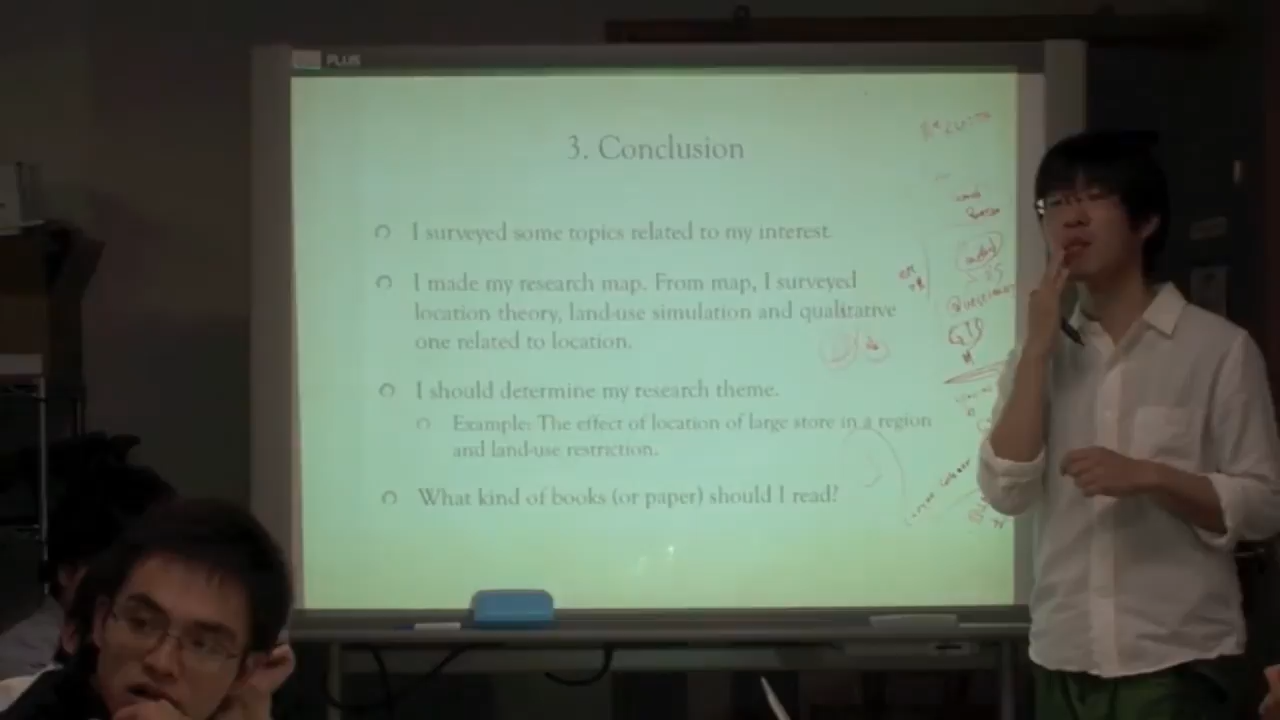 PLUS
3. Conclusion
I surveyed some topics related to my interest.
I made my research map. From map, I surveyed
location theory, land-use simulation and qualitative
one related to location.
I should determine my research theme.
Example: The effect of location of large store in a region
and land-use restriction.
What kind of books (or paper) should I read?
GIS